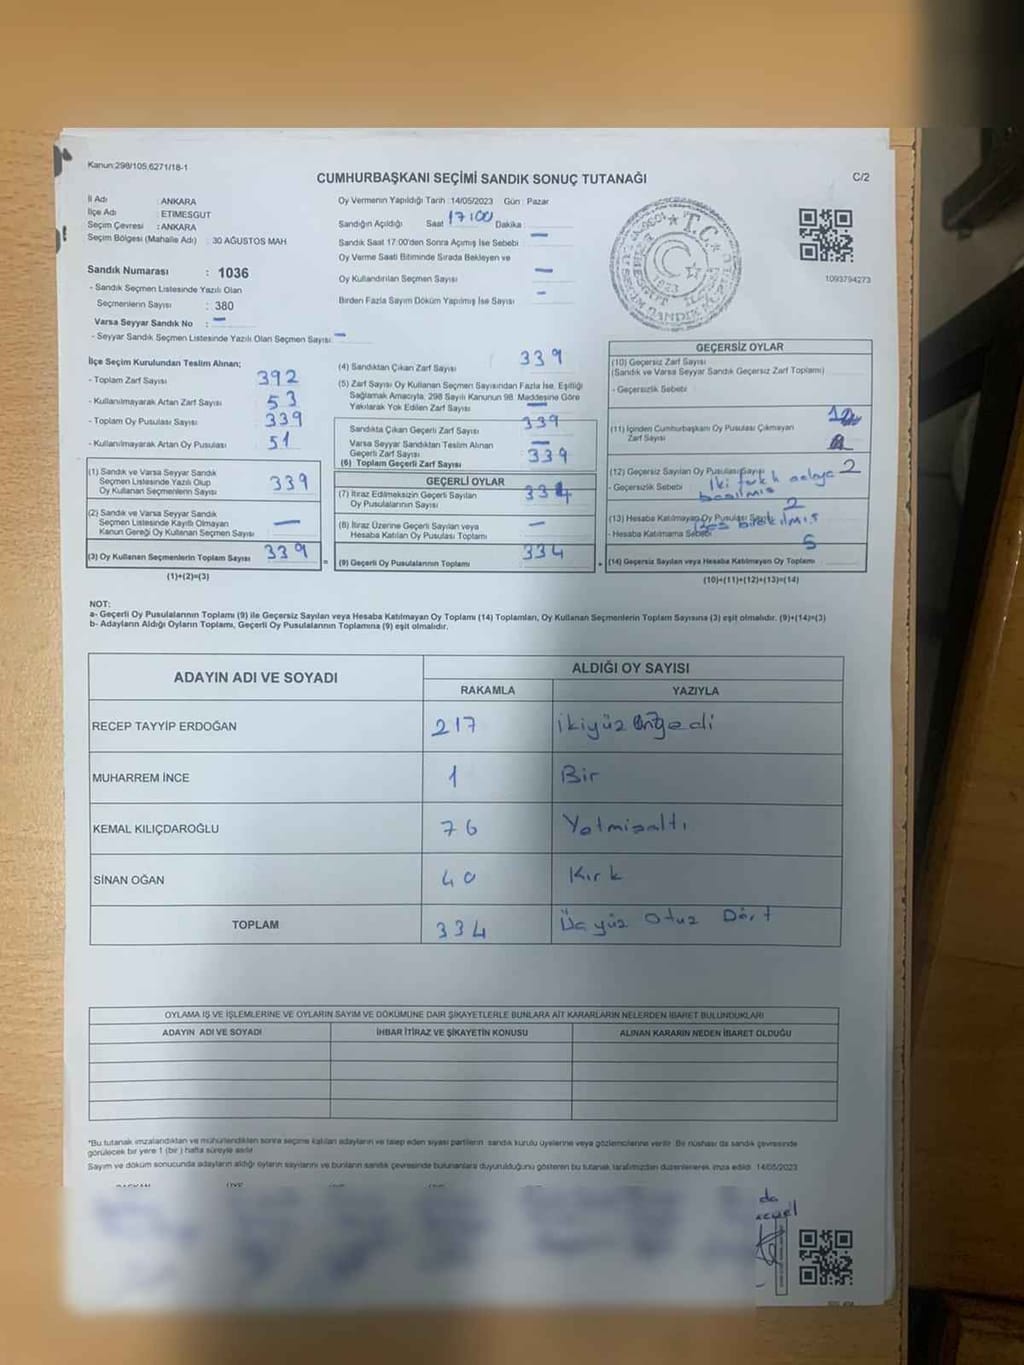 Kanun:298/105,6271/18-1
CUMHURBAŞKANI SEÇİMİ SANDIK SONUÇ TUTANAĞI
C/2
İl Adı : ANKARA
İlçe Adı : ETİMESGUT
Seçim Çevresi : ANKARA
Seçim Bölgesi (Mahalle Adı) 30 AĞUSTOS MAH
Sandık Numarası : 1036
- Sandık Seçmen Listesinde Yazılı Olan
Seçmenlerin Sayısı : 380
Varsa Seyyar Sandık No : -
- Seyyar Sandık Seçmen Listesinde Yazılı Olan Seçmen Sayısı: -
Oy Vermenin Yapıldığı Tarih :14/05/2023 Gün : Pazar
Sandığın Açıldığı Saat 17:00 Dakika
Sandık Saat 17.00'den Sonra Açımış İse Sebebi -
Oy Verme Saati Bitiminde Sırada Bekleyen ve
Oy Kullandırılan Seçmen Sayısı -
Birden Fazla Sayım Döküm Yapılmış İse Sayısı -
T.C.
1093794273
İlçe Seçim Kurulundan Teslim Alınan;
- Toplam Zarf Sayısı 392
- Kullanılmayarak Artan Zarf Sayısı 53
- Toplam Oy Pusulası Sayısı 339
- Kullanılmayarak Artan Oy Pusulası 51
(1) Sandık ve Varsa Seyyar Sandık
Seçmen Listesinde Yazılı Olup
Oy Kullanan Seçmenlerin Sayısı 339
(2) Sandık ve Varsa Seyyar Sandık
Seçmen Listesinde Kayıtlı Olmayan
Kanun Gereği Oy Kullanan Seçmen Sayısı -
(3) Oy Kullanan Seçmenlerin Toplam Sayısı 339
(1)+(2)=(3)
(4) Sandıktan Çıkan Zarf Sayısı 339
(5) Zarf Sayısı Oy Kullanan Seçmen Sayısından Fazla İse, Eşitliği
Sağlamak Amacıyla, 298 Sayılı Kanunun 98. Maddesine Göre
Yakılarak Yok Edilen Zarf Sayısı -
Sandıkta Çıkan Geçerli Zarf Sayısı 339
Varsa Seyyar Sandıktan Teslim Alınan
Geçerli Zarf Sayısı -
(6) Toplam Geçerli Zarf Sayısı 339
GEÇERLİ OYLAR
(7) İtiraz Edilmeksizin Geçerli Sayılan
Oy Pusulalarının Sayısı 334
(8) İtiraz Üzerine Geçerli Sayılan veya
Hesaba Katılan Oy Pusulası Toplamı -
=
(9) Geçerli Oy Pusulalarının Toplamı 334
+
GEÇERSİZ OYLAR
(10) Geçersiz Zarf Sayısı
(Sandık ve Varsa Seyyar Sandık Geçersiz Zarf Toplamı)
- Geçersizlik Sebebi
(11) İçinden Cumhurbaşkanı Oy Pusulası Çıkmayan
Zarf Sayısı
(12) Geçersiz Sayılan Oy Pusulası Sayısı 2
- Geçersizlik Sebebi İki farklı adaya
basılmış
2
(13) Hesaba Katılmayan Oy Pusulası Sayısı
Boş bırakılmış
- Hesaba Katılmama Sebebi
5
(14) Geçersiz Sayılan veya Hesaba Katılmayan Oy Toplamı
(10)+(11)+(12)+(13)=(14)
NOT:
a- Geçerli Oy Pusulalarının Toplamı (9) ile Geçersiz Sayılan veya Hesaba Katılmayan Oy Toplamı (14) Toplamları, Oy Kullanan Seçmenlerin Toplam Sayısına (3) eşit olmalıdır. (9)+(14)=(3)
b- Adayların Aldığı Oyların Toplamı, Geçerli Oy Pusulalarının Toplamına (9) eşit olmalıdır.
ADAYIN ADI VE SOYADI
ALDIĞI OY SAYISI
RAKAMLA YAZIYLA
RECEP TAYYİP ERDOĞAN 217 İkiyüz Onyedi
MUHARREM İNCE 1 Bir
KEMAL KILIÇDAROĞLU 76 Yetmişaltı
SİNAN OĞAN 40 Kırk
TOPLAM 334 Üçyüz Otuz Dört
OYLAMA İŞ VE İŞLEMLERİNE VE OYLARIN SAYIM VE DÖKÜMÜNE DAİR ŞİKAYETLERLE BUNLARA AİT KARARLARIN NELERDEN İBARET BULUNDUKLARI
ADAYIN ADI VE SOYADI İHBAR İTİRAZ VE ŞİKAYETİN KONUSU ALINAN KARARIN NEDEN İBARET OLDUĞU
*Bu tutanak imzalandıktan ve mühürlendikten sonra seçime katılan adayların ve talep eden siyasi partilerin sandık kurulu üyelerine veya gözlemcilerine verilir. Bir nüshası da sandık çevresinde
görülecek bir yere 1 (bir ) hafta süreyle asılır
Sayım ve döküm sonucunda adayların aldığı oyların sayılarını ve bunların sandık çevresinde bulunanlara duyurulduğunu gösteren bu tutanak tarafımızdan düzenlenerek imza edildi. 14/05/2023